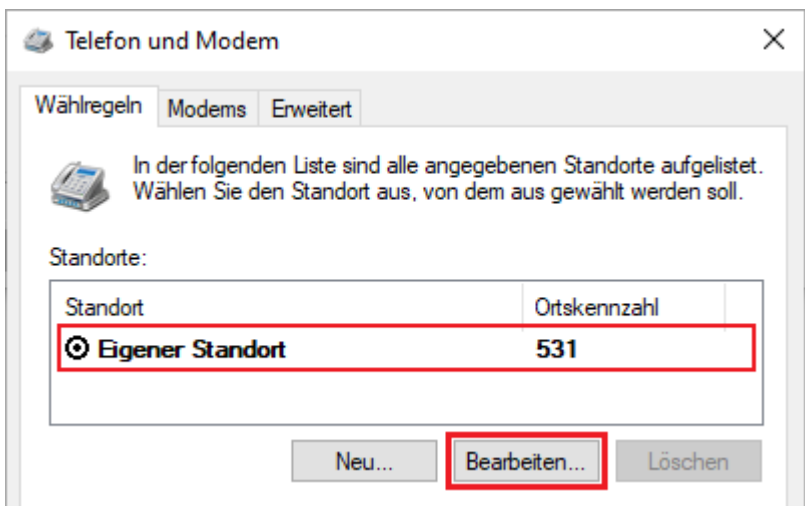 Telefon und Modem
Wählregeln Modems Erweitert
In der folgenden Liste sind alle angegebenen Standorte aufgelistet.
Wählen Sie den Standort aus, von dem aus gewählt werden soll.
Standorte:
Standort Ortskennzahl
Eigener Standort 531
Neu... Bearbeiten... Löschen